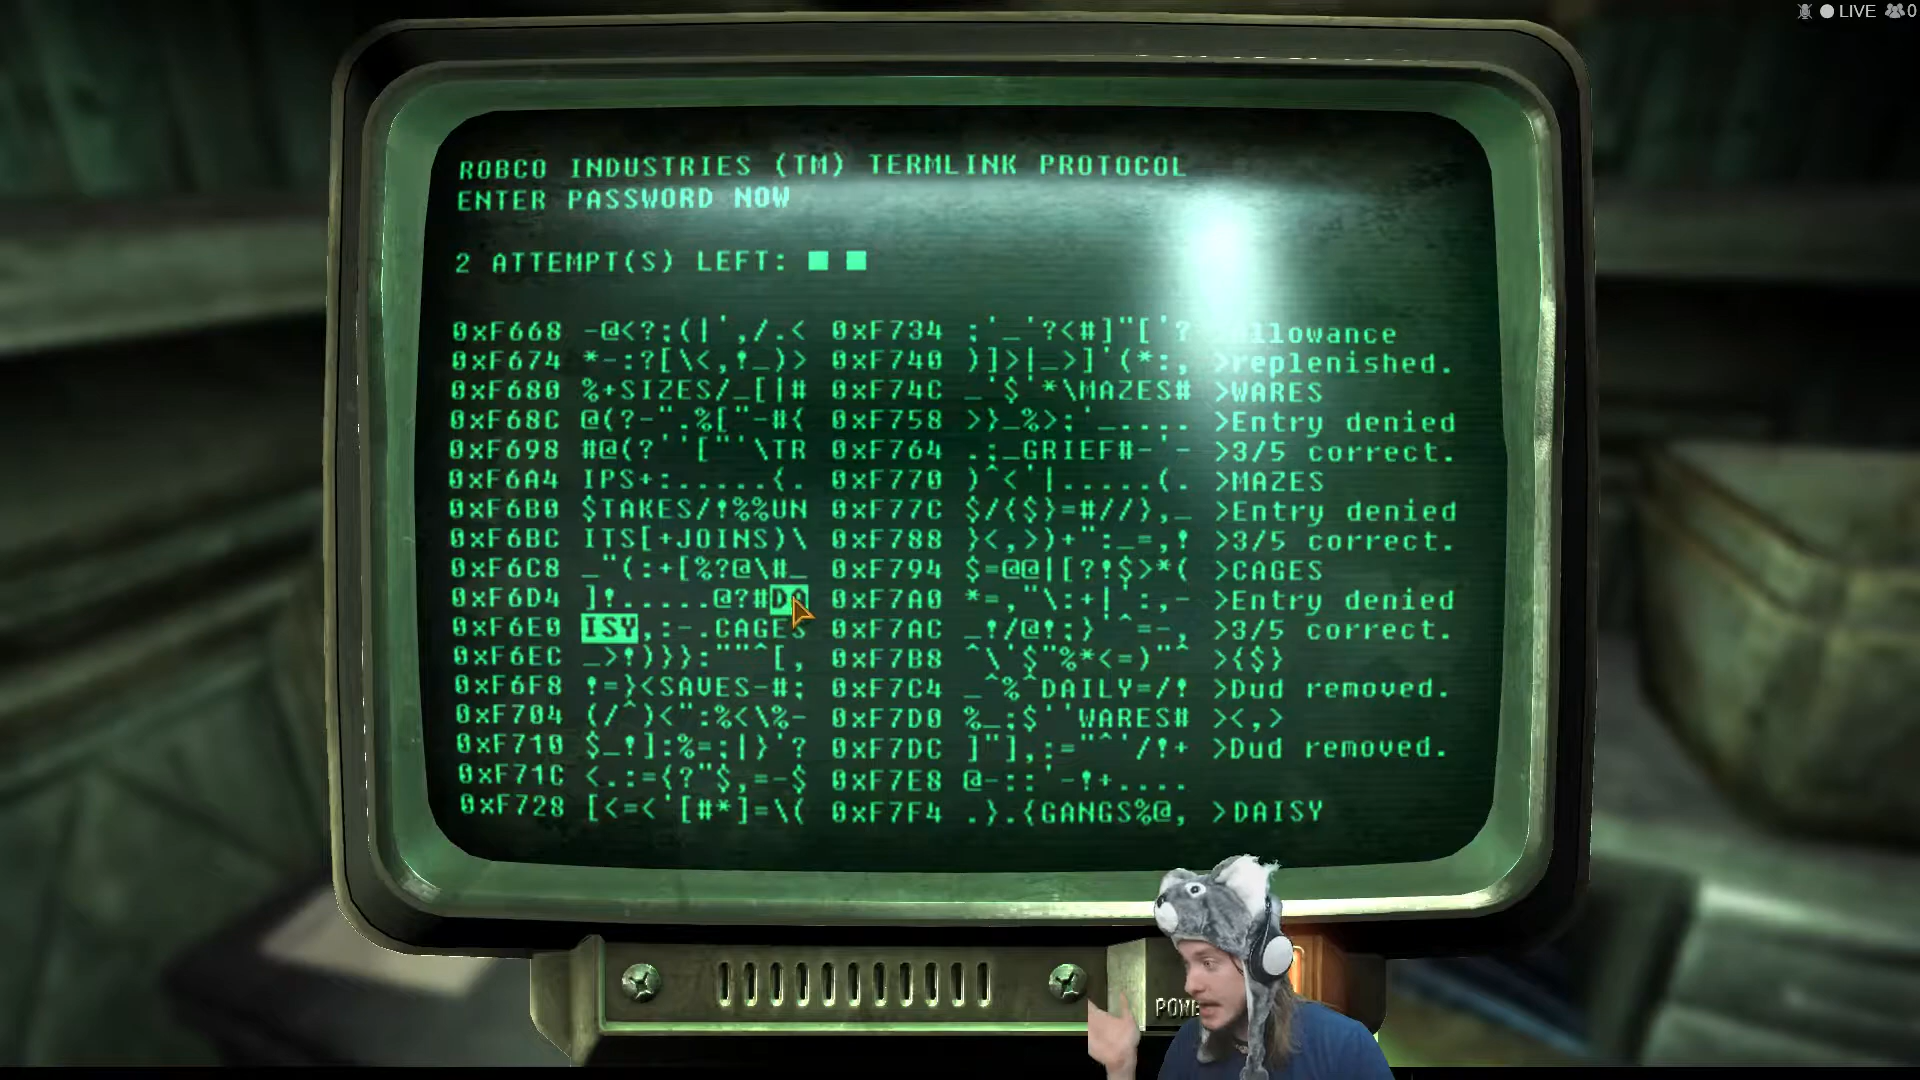 LIVE 0
ROBCO INDUSTRIES (TM) TERMLINK PROTOCOL
ENTER PASSWORD NOW
2 ATTEMPT(S) LEFT: ■ ■
0xF668 -@<?;(|',/.< 0xF734 ;'_'?<#]"['? llowance
0xF674 *-:?[\<,!_)> 0xF740 )]>|_>]'(*:, >replenished.
0xF680 %+SIZES/_[|# 0xF74C _'$'*\MAZES# >WARES
0xF68C @(?-".%["-#{ 0xF758 >}_%>;'_.... >Entry denied
0xF698 #@(?''["'\TR 0xF764 .;_GRIEF#-'- >3/5 correct.
0xF6A4 IPS+:.....{. 0xF770 )^<'|.....(. >MAZES
0xF6B0 $TAKES/!%%UN 0xF77C $/{$}=#//},_ >Entry denied
0xF6BC ITS[+JOINS)\ 0xF788 }<,>)+":_=,! >3/5 correct.
0xF6C8 _"(:+[%?@\#_ 0xF794 $=@@|[?!$>*( >CAGES
0xF6D4 ]!.....@?#DA 0xF7A0 *=,"\:+|':,- >Entry denied
0xF6E0 ISY,:-.CAGES 0xF7AC _!/@!;}'^=-, >3/5 correct.
0xF6EC _>!)}}:""^[, 0xF7B8 ^\'$"%*<=)"^ >{$}
0xF6F8 !=}<SAVES-#; 0xF7C4 _^%^DAILY=/! >Dud removed.
0xF704 (/^)<":%<\%- 0xF7D0 %_;$''WARES# ><,>
0xF710 $_!]:%=;|}'? 0xF7DC ]"],:="^'/!+ >Dud removed.
0xF71C <.:={?"$,=-$ 0xF7E8 @-::'-!+....
0xF728 [<=<'[#*]=\( 0xF7F4 .}.{GANGS%@, >DAISY